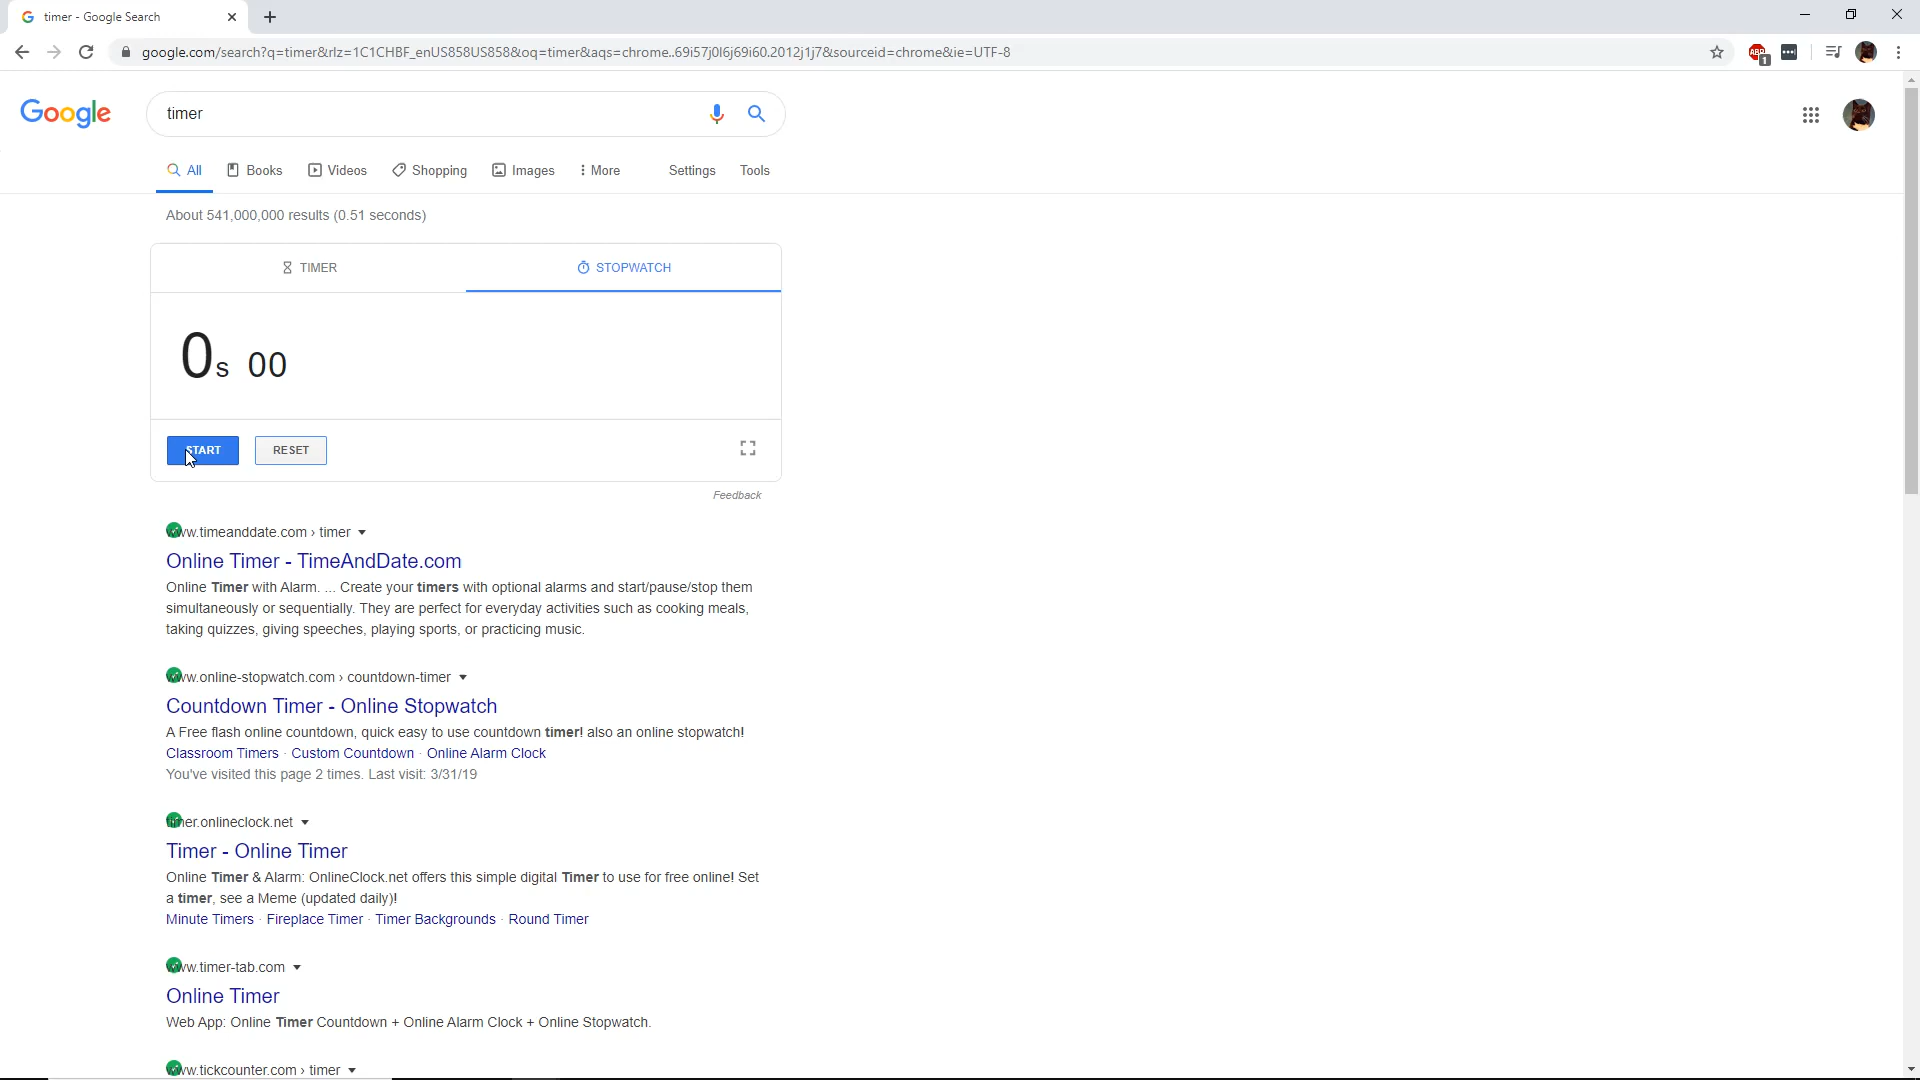 timer - Google Search
google.com/search?q=timer&rlz=1C1CHBF_enUS858US858&oq=timer&aqs=chrome..69i57j0l6j69i60.2012j1j7&sourceid=chrome&ie=UTF-8
ABP
1
Google
timer
All Books Videos Shopping Images More Settings Tools
About 541,000,000 results (0.51 seconds)
TIMER STOPWATCH
0s 00
START RESET
Feedback
www.timeanddate.com › timer
Online Timer - TimeAndDate.com
Online Timer with Alarm. ... Create your timers with optional alarms and start/pause/stop them
simultaneously or sequentially. They are perfect for everyday activities such as cooking meals,
taking quizzes, giving speeches, playing sports, or practicing music.
www.online-stopwatch.com › countdown-timer
Countdown Timer - Online Stopwatch
A Free flash online countdown, quick easy to use countdown timer! also an online stopwatch!
Classroom Timers · Custom Countdown · Online Alarm Clock
You've visited this page 2 times. Last visit: 3/31/19
timer.onlineclock.net
Timer - Online Timer
Online Timer & Alarm: OnlineClock.net offers this simple digital Timer to use for free online! Set
a timer, see a Meme (updated daily)!
Minute Timers · Fireplace Timer · Timer Backgrounds · Round Timer
www.timer-tab.com
Online Timer
Web App: Online Timer Countdown + Online Alarm Clock + Online Stopwatch.
www.tickcounter.com › timer